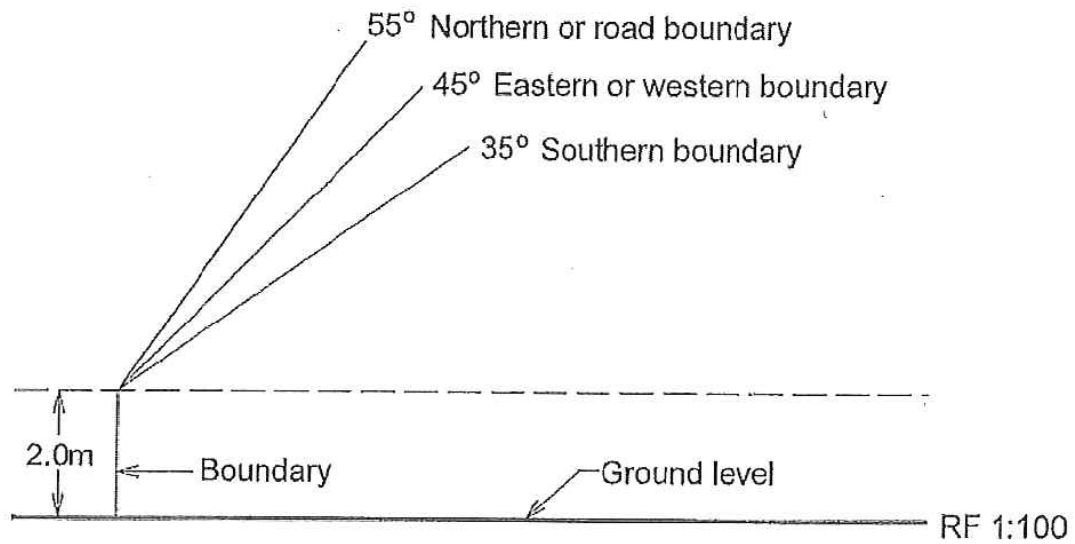 55° Northern or road boundary
45° Eastern or western boundary
35° Southern boundary
2.0m
Boundary
Ground level
RF 1:100